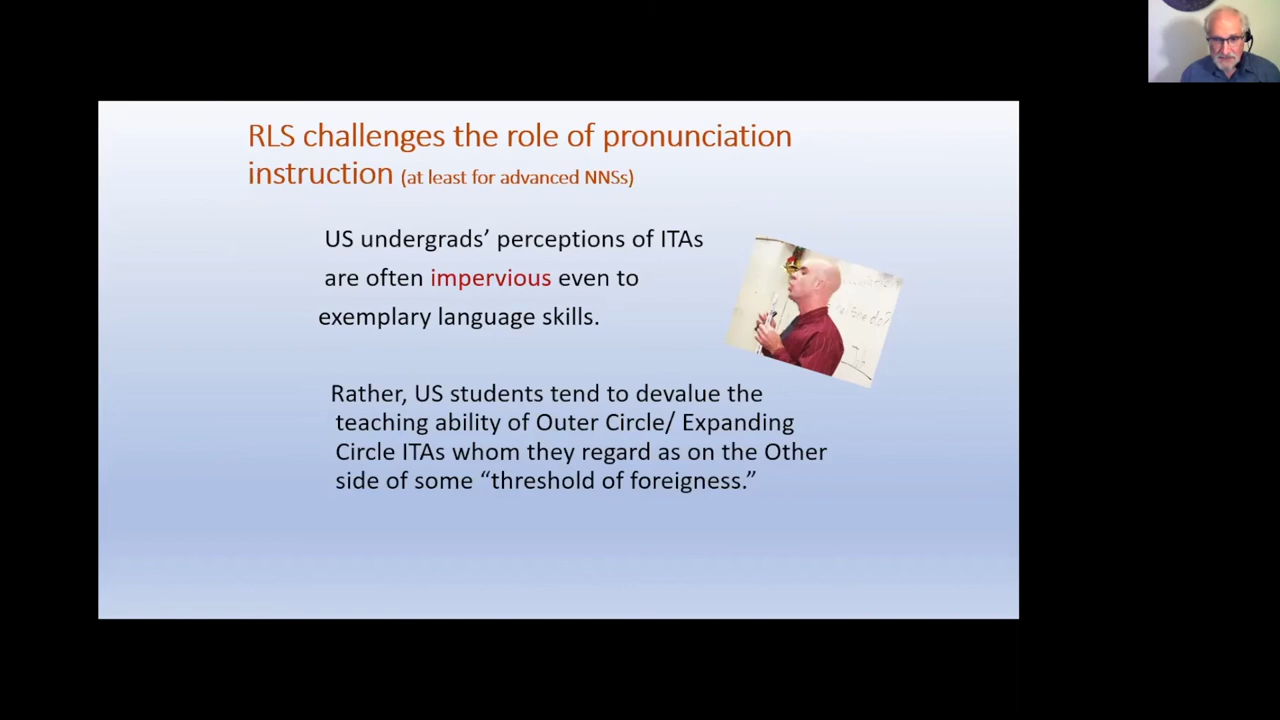 RLS challenges the role of pronunciation
instruction (at least for advanced NNSs)
US undergrads’ perceptions of ITAs
are often impervious even to
exemplary language skills.
Rather, US students tend to devalue the
teaching ability of Outer Circle/ Expanding
Circle ITAs whom they regard as on the Other
side of some “threshold of foreigness.”